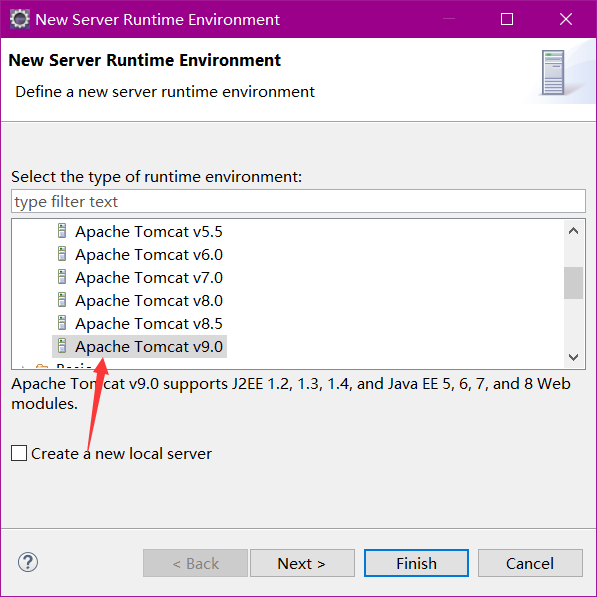 New Server Runtime Environment
New Server Runtime Environment
Define a new server runtime environment
Select the type of runtime environment:
type filter text
Apache Tomcat v5.5
Apache Tomcat v6.0
Apache Tomcat v7.0
Apache Tomcat v8.0
Apache Tomcat v8.5
Apache Tomcat v9.0
Apache Tomcat v9.0 supports J2EE 1.2, 1.3, 1.4, and Java EE 5, 6, 7, and 8 Web
modules.
Create a new local server
?
< Back
Next >
Finish
Cancel